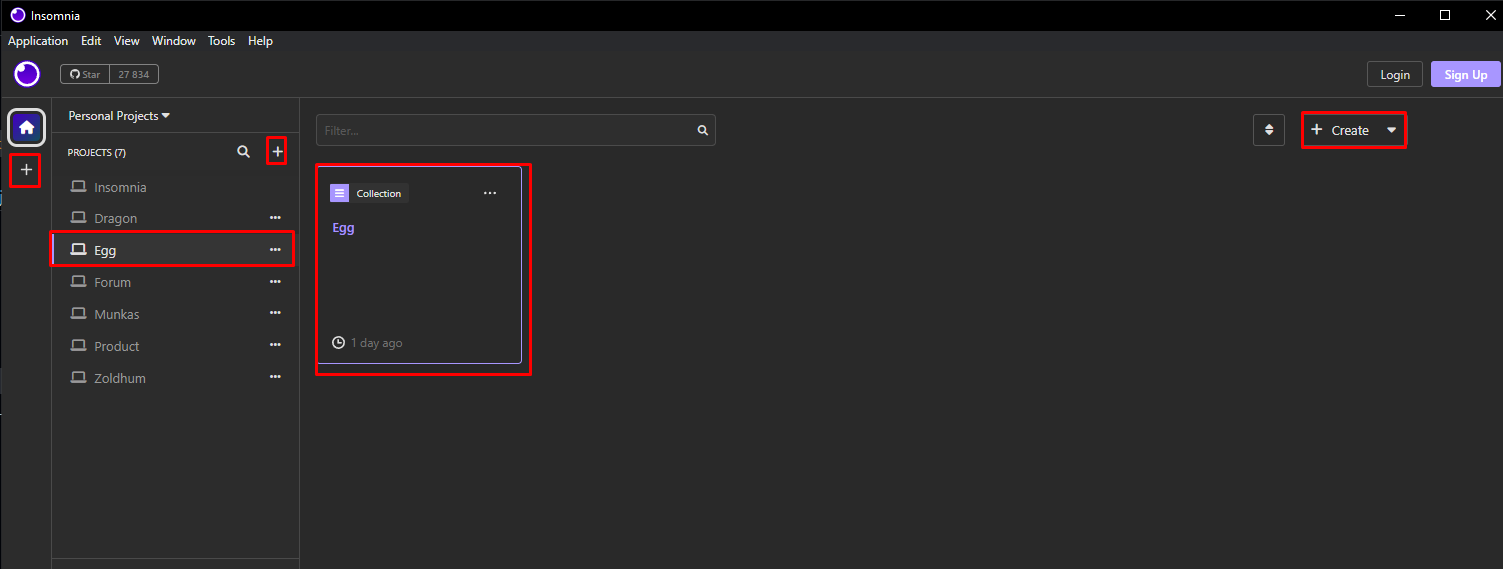 Insomnia
Application Edit View Window Tools Help
Star 27 834
Login Sign Up
Personal Projects
PROJECTS (7)
Insomnia
Dragon
Egg
Forum
Munkas
Product
Zoldhum
Filter...
Create
Collection
Egg
1 day ago